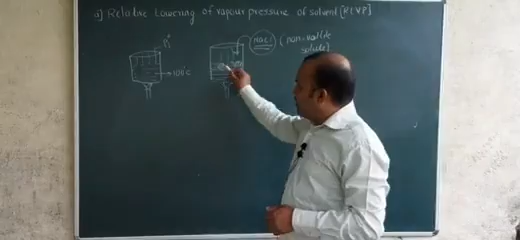 a] Relative Lowering of vapour pressure of solvent [RLVP]
p°
NaCl (non-volatile
solute)
100°c